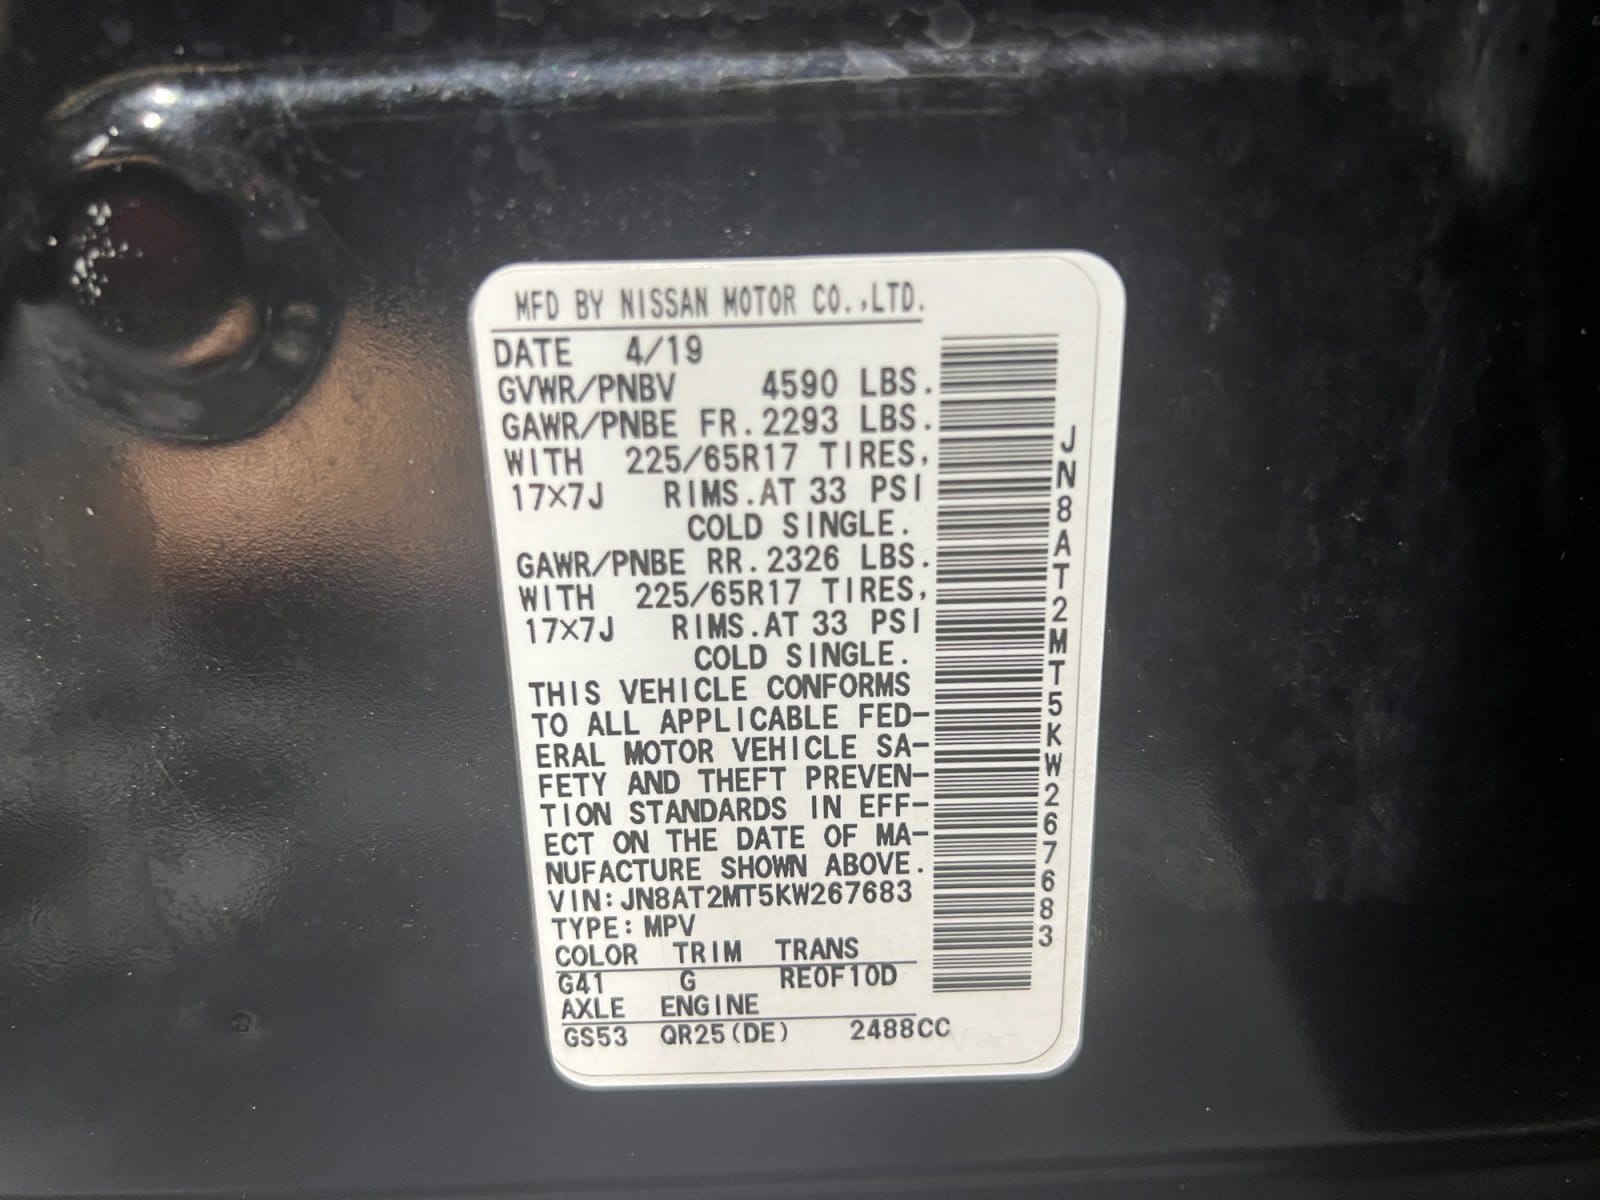 MFD BY NISSAN MOTOR CO.,LTD.
DATE 4/19
GVWR/PNBV 4590 LBS.
GAWR/PNBE FR.2293 LBS.
WITH 225/65R17 TIRES,
17×7J RIMS.AT 33 PSI
COLD SINGLE.
GAWR/PNBE RR.2326 LBS.
WITH 225/65R17 TIRES,
17×7J RIMS.AT 33 PSI
COLD SINGLE.
THIS VEHICLE CONFORMS
TO ALL APPLICABLE FED-
ERAL MOTOR VEHICLE SA-
FETY AND THEFT PREVEN-
TION STANDARDS IN EFF-
ECT ON THE DATE OF MA-
NUFACTURE SHOWN ABOVE.
VIN:JN8AT2MT5KW267683
TYPE:MPV
COLOR TRIM TRANS
G41 G RE0F10D
AXLE ENGINE
GS53 QR25(DE) 2488CC
JN8AT2MT5KW267683